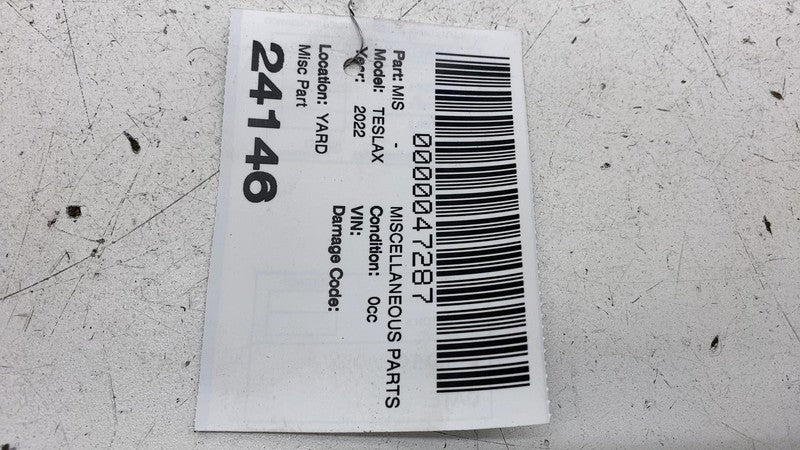 0000047287
Part: MIS - MISCELLANEOUS PARTS
Model: TESLAX Condition: 0cc
Year: 2022 VIN:
Damage Code:
Location: YARD
Misc Part
24146